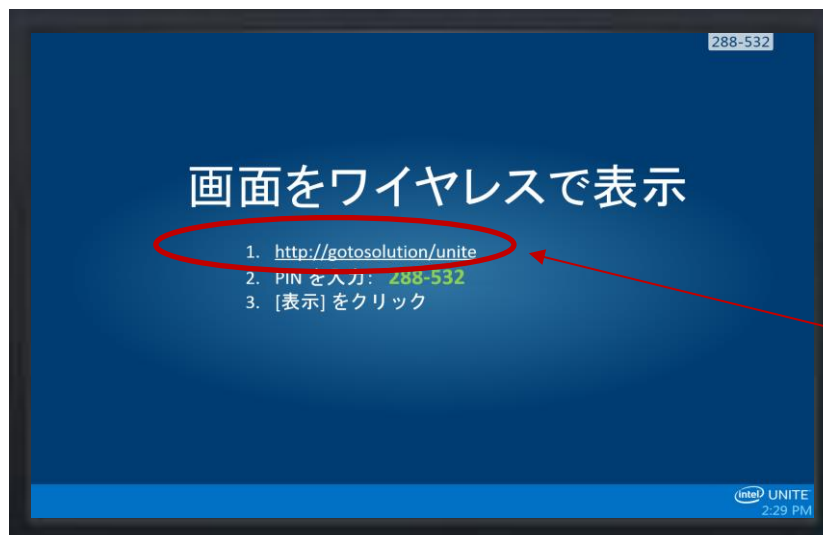 288-532
画面をワイヤレスで表示
1. http://gotosolution/unite
2. PIN を入力: 288-532
3. [表示] をクリック
intel UNITE
2:29 PM